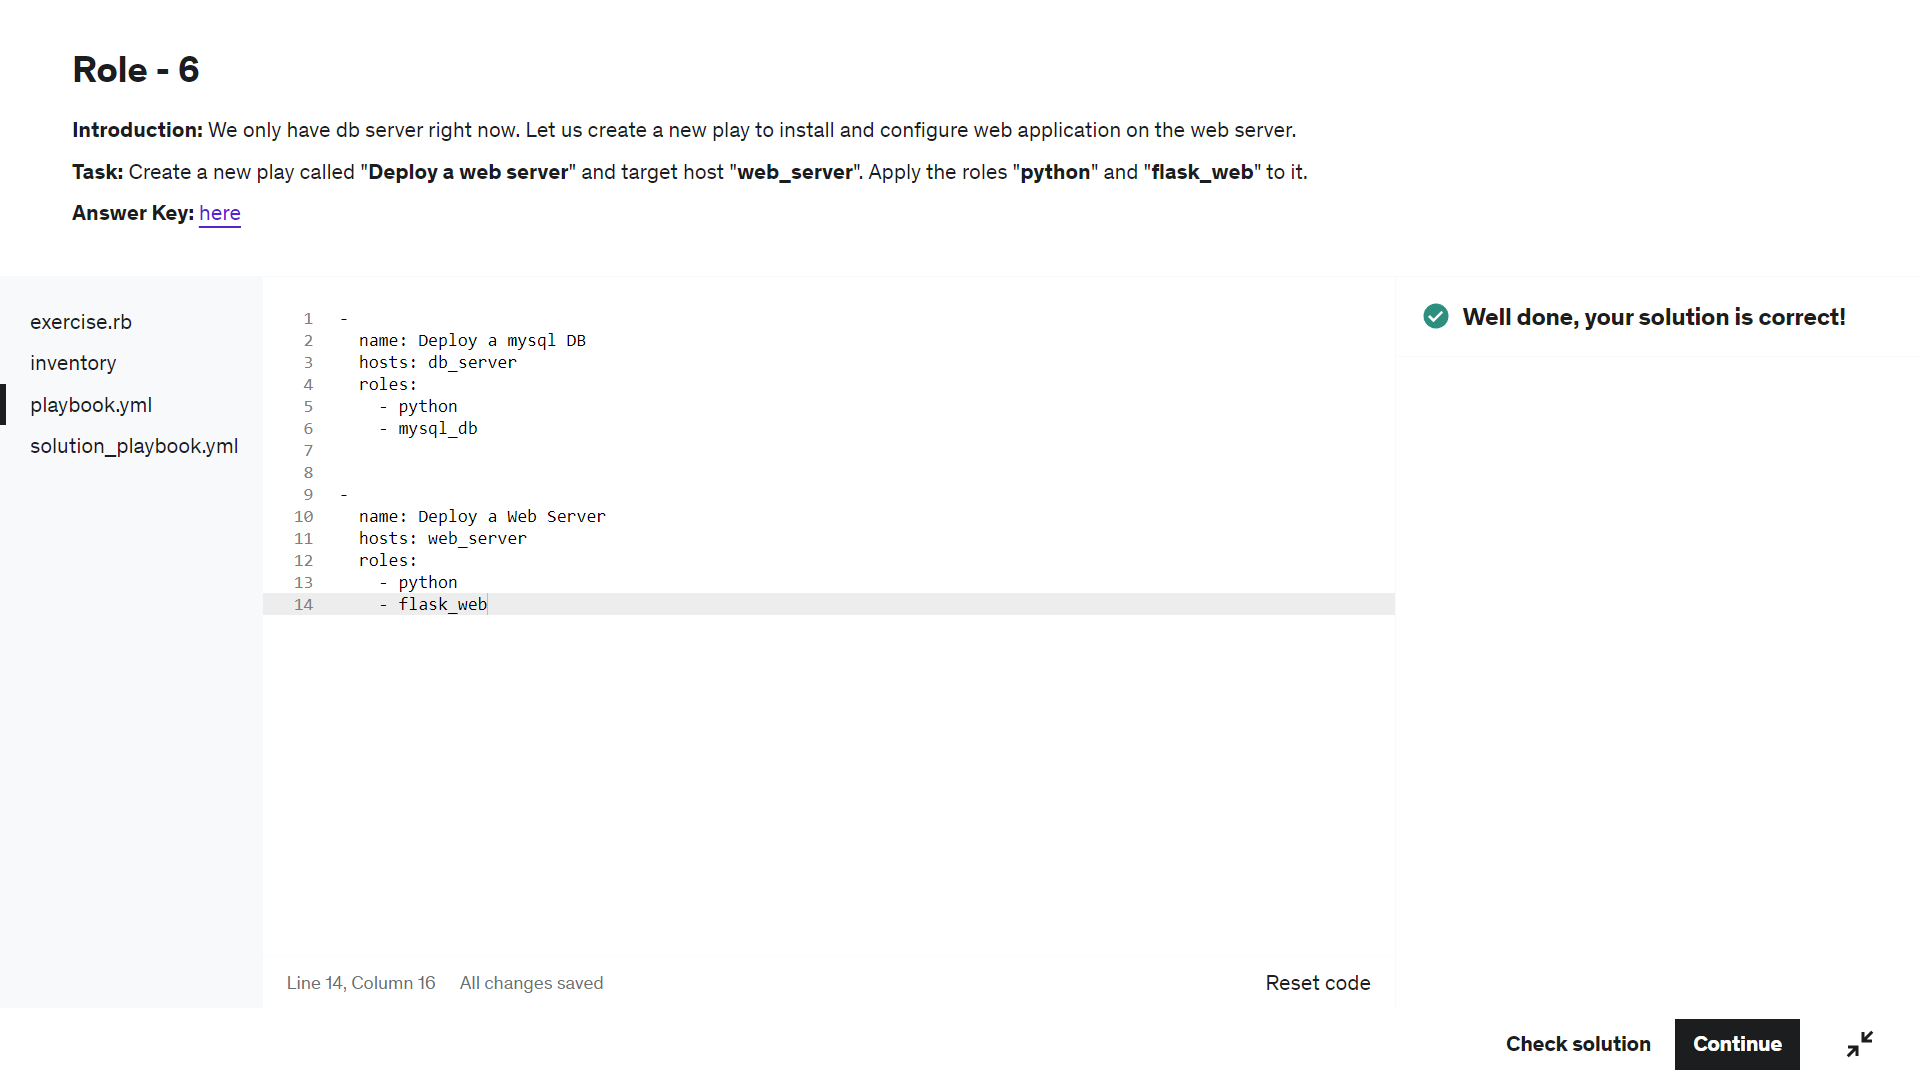 Role - 6
Introduction: We only have db server right now. Let us create a new play to install and configure web application on the web server.
Task: Create a new play called "Deploy a web server" and target host "web_server". Apply the roles "python" and "flask_web" to it.
Answer Key: here
exercise.rb
inventory
playbook.yml
solution_playbook.yml
1 -
2 name: Deploy a mysql DB
3 hosts: db_server
4 roles:
5 - python
6 - mysql_db
7
8
9 -
10 name: Deploy a Web Server
11 hosts: web_server
12 roles:
13 - python
14 - flask_web
Well done, your solution is correct!
Line 14, Column 16 All changes saved Reset code
Check solution Continue